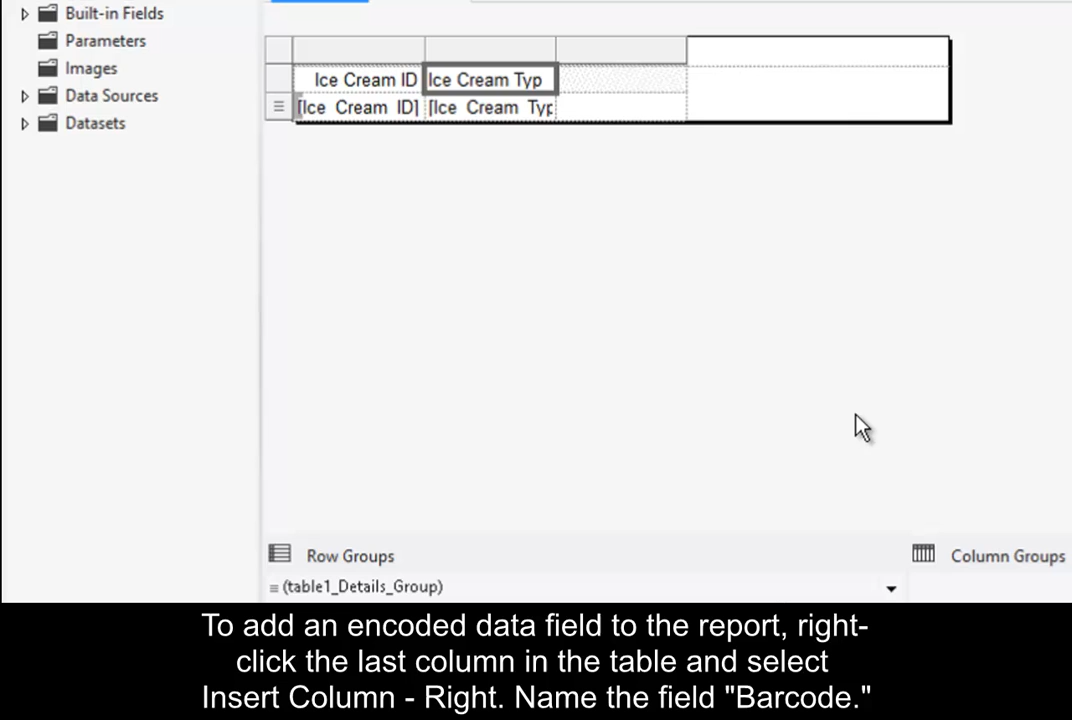 Built-in Fields
Parameters
Images
Data Sources
Datasets
Ice Cream ID Ice Cream Typ
[Ice Cream ID] [Ice Cream Typ
Row Groups Column Groups
(table1_Details_Group)
To add an encoded data field to the report, right-
click the last column in the table and select
Insert Column - Right. Name the field "Barcode."